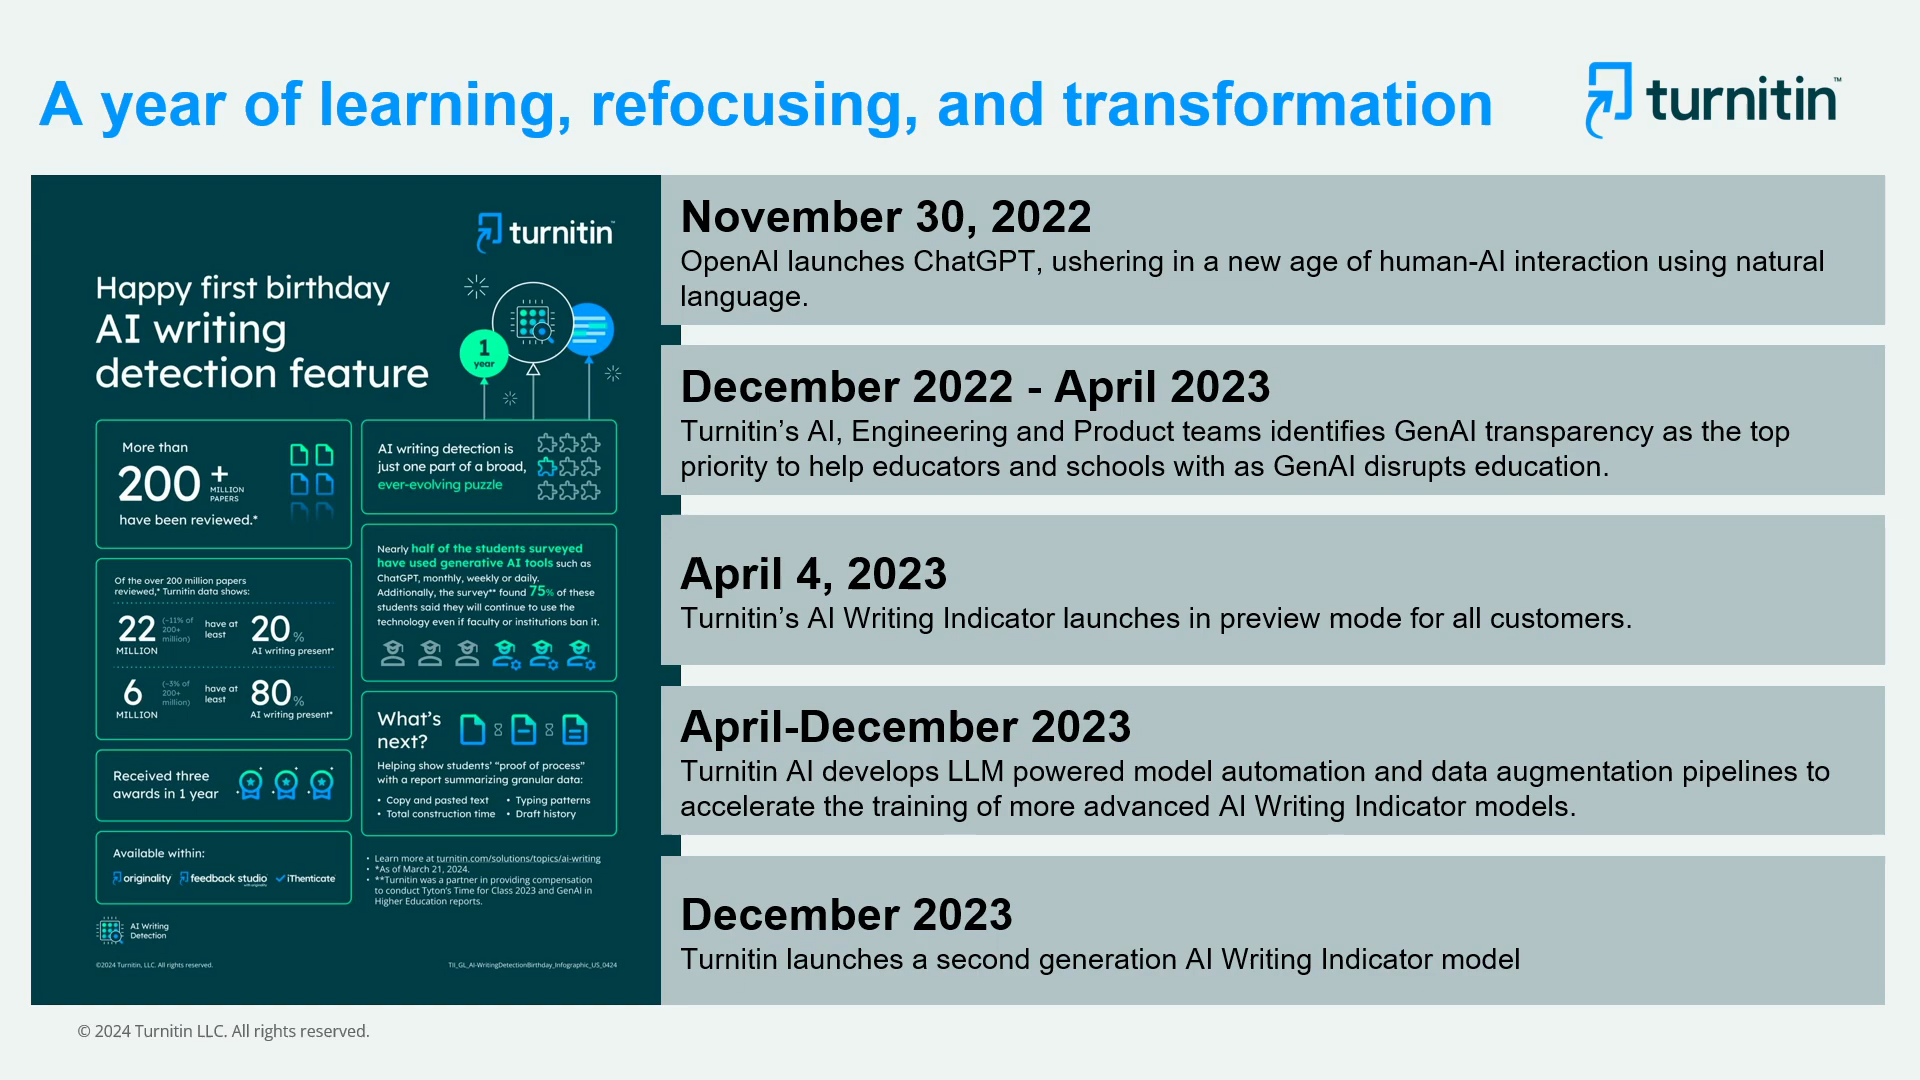 A year of learning, refocusing, and transformation
turnitin™
turnitin™
Happy first birthday
AI writing
detection feature
1
year
More than
200+
MILLION
PAPERS
have been reviewed.*
Of the over 200 million papers
reviewed,* Turnitin data shows:
22
MILLION
(~11% of
200+
million)
have at
least
20%
AI writing present*
6
MILLION
(~3% of
200+
million)
have at
least
80%
AI writing present*
Received three
awards in 1 year
Available within:
originality
feedback studio
with originality
iThenticate
AI Writing
Detection
©2024 Turnitin, LLC. All rights reserved.
AI writing detection is
just one part of a broad,
ever-evolving puzzle
Nearly half of the students surveyed
have used generative AI tools such as
ChatGPT, monthly, weekly or daily.
Additionally, the survey** found 75% of these
students said they will continue to use the
technology even if faculty or institutions ban it.
What's
next?
Helping show students' “proof of process”
with a report summarizing granular data:
• Copy and pasted text
• Total construction time
• Typing patterns
• Draft history
• Learn more at turnitin.com/solutions/topics/ai-writing
• *As of March 21, 2024.
• **Turnitin was a partner in providing compensation
to conduct Tyton's Time for Class 2023 and GenAI in
Higher Education reports.
TII_GL_AI-WritingDetectionBirthday_Infographic_US_0424
November 30, 2022
OpenAI launches ChatGPT, ushering in a new age of human-AI interaction using natural
language.
December 2022 - April 2023
Turnitin’s AI, Engineering and Product teams identifies GenAI transparency as the top
priority to help educators and schools with as GenAI disrupts education.
April 4, 2023
Turnitin’s AI Writing Indicator launches in preview mode for all customers.
April-December 2023
Turnitin AI develops LLM powered model automation and data augmentation pipelines to
accelerate the training of more advanced AI Writing Indicator models.
December 2023
Turnitin launches a second generation AI Writing Indicator model
© 2024 Turnitin LLC. All rights reserved.